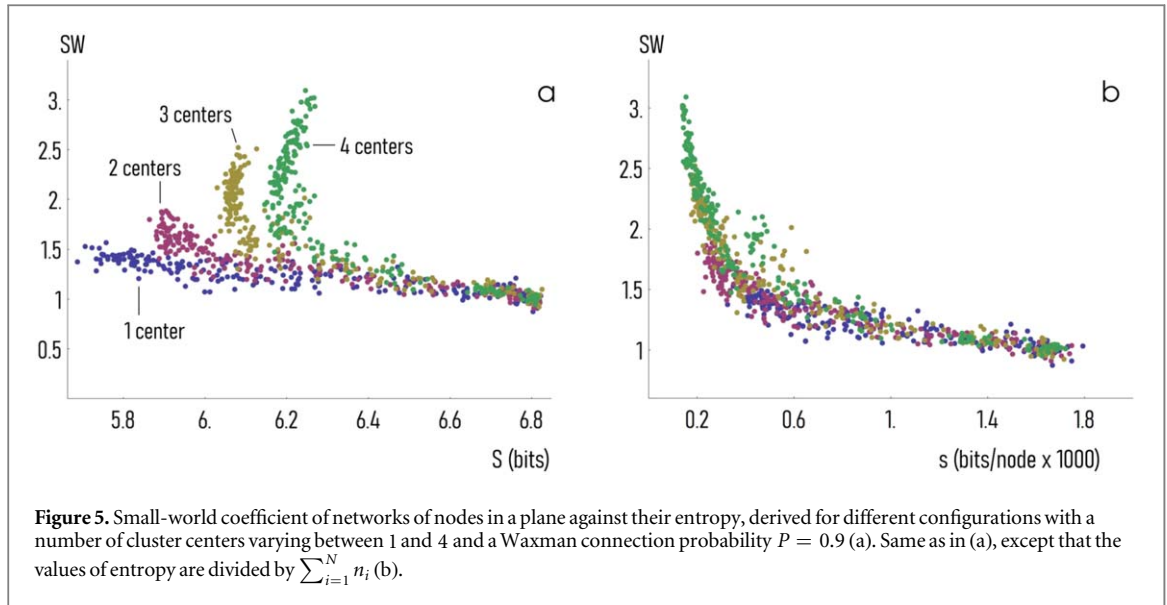 SW
a
3.
2.5
2.
1.5
1
0.5
3 centers
4 centers
2 centers
1 center
5.8 6. 6.2 6.4 6.6 6.8
S (bits)
SW
b
3.
2.5
2.
1.5
1
0.2 0.6 1. 1.4 1.8
s (bits/node x 1000)
Figure 5. Small-world coefficient of networks of nodes in a plane against their entropy, derived for different configurations with a
number of cluster centers varying between 1 and 4 and a Waxman connection probability P = 0.9 (a). Same as in (a), except that the
values of entropy are divided by ∑ᵢ₌₁ᴺ nᵢ (b).